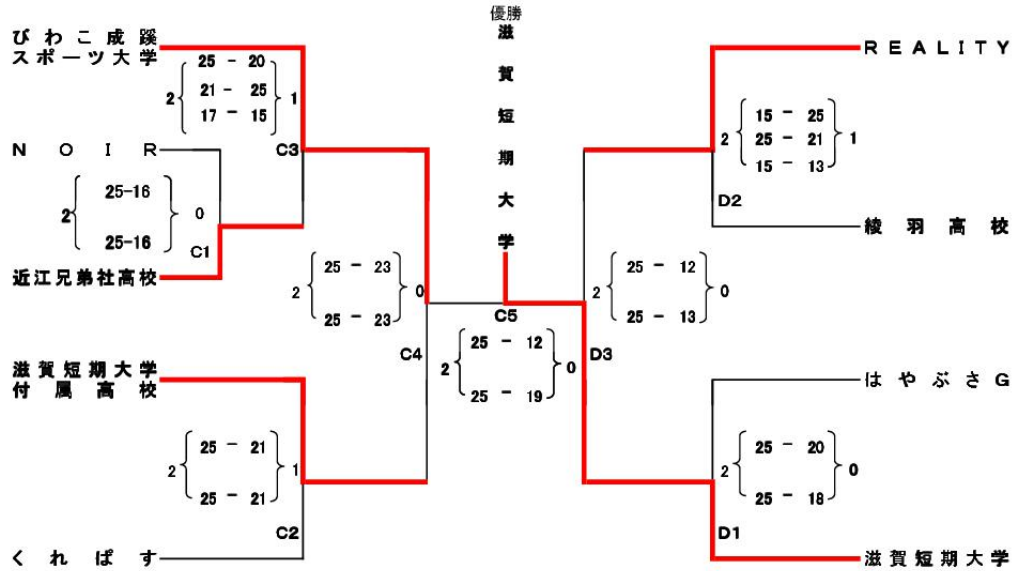 優勝
滋賀短期大学
びわこ成蹊
スポーツ大学
25 - 20
2 21 - 25 1
17 - 15
C3
NOIR
25-16
2 0
25-16
C1
近江兄弟社高校
25 - 23
2 0
25 - 23
C4
滋賀短期大学
付属高校
25 - 21
2 1
25 - 21
C2
くれぱす
C5
25 - 12
2 0
25 - 19
REALITY
15 - 25
2 25 - 21 1
15 - 13
D2
綾羽高校
25 - 12
2 0
25 - 13
D3
はやぶさG
25 - 20
2 0
25 - 18
D1
滋賀短期大学